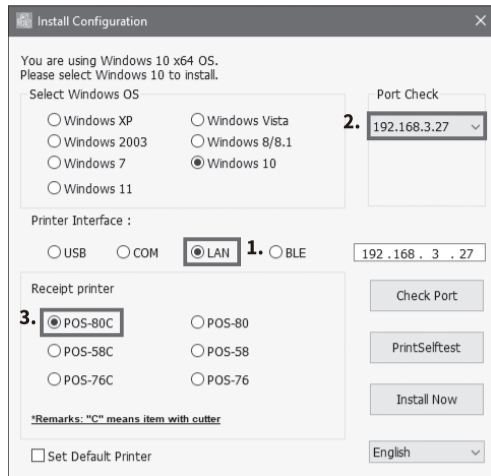 Install Configuration
You are using Windows 10 x64 OS.
Please select Windows 10 to install.
Select Windows OS
Windows XP
Windows Vista
Windows 2003
Windows 8/8.1
Windows 7
Windows 10
Windows 11
Port Check
2.
192.168.3.27
Printer Interface :
USB
COM
LAN
1.
BLE
192 .168 . 3 . 27
Receipt printer
3.
POS-80C
POS-80
POS-58C
POS-58
POS-76C
POS-76
*Remarks: "C" means item with cutter
Check Port
PrintSelftest
Install Now
Set Default Printer
English